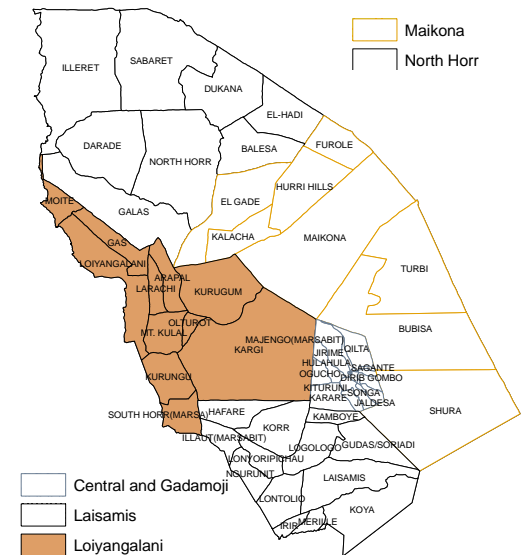 Maikona
North Horr
ILLERET
SABARET
DUKANA
EL-HADI
DARADE
NORTH HORR
BALESA
FUROLE
HURRI HILLS
MOITE
EL GADE
GALAS
KALACHA
MAIKONA
GAS
LOIYANGALANI
ARAPAL
LARACHI
KURUGUM
TURBI
OLTUROT
MT. KULAL
BUBISA
MAJENGO(MARSABIT)
KARGI
JIRIME
QILTA
HULAHULA
OGUCHO
SAGANTE
DIRIB GOMBO
KURUNGU
KITURUNI
SONGA
KARARE
JALDESA
SHURA
SOUTH HORR(MARSA)
HAFARE
KAMBOYE
ILLAUT(MARSABIT)
KORR
GUDAS/SORIADI
LOGOLOGO
LONYORIPICHAU
NGURUNIT
LAISAMIS
LONTOLIO
KOYA
MERILLE
IRIR
Central and Gadamoji
Laisamis
Loiyangalani